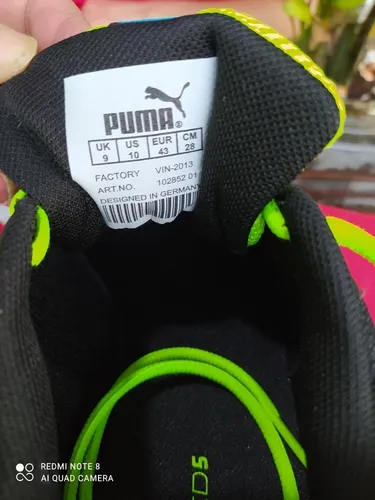 PUMA®
UK US EUR CM
9 10 43 28
FACTORY VIN-2013
ART.NO. 102852 01
DESIGNED IN GERMANY
REDMI NOTE 8
AI QUAD CAMERA